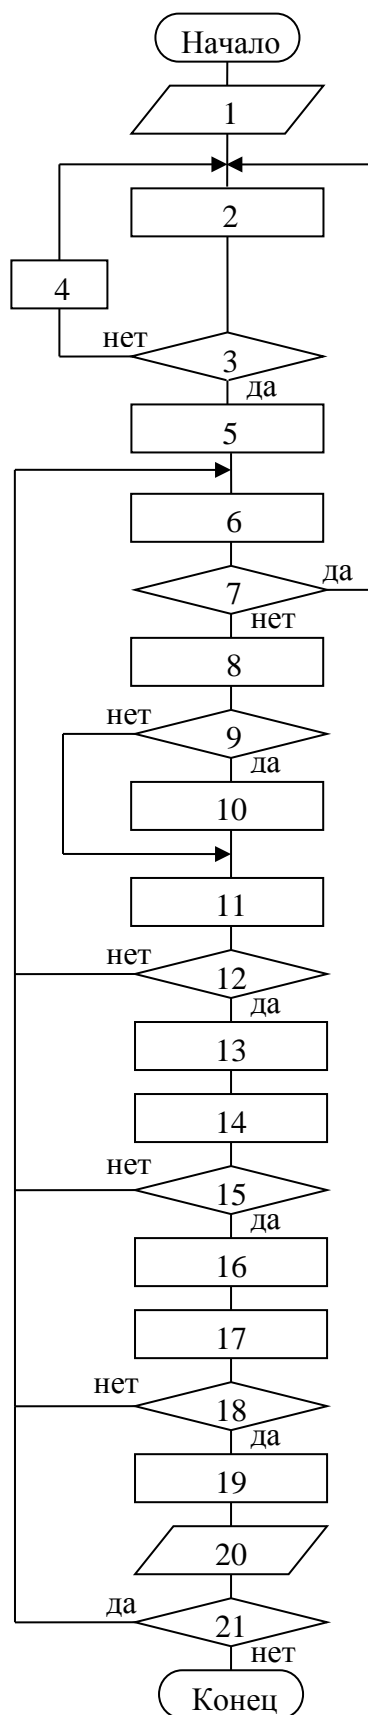 Начало
1
2
4
нет
3
да
5
6
да
7
нет
8
нет
9
да
10
11
нет
12
да
13
14
нет
15
да
16
17
нет
18
да
19
20
да
21
нет
Конец